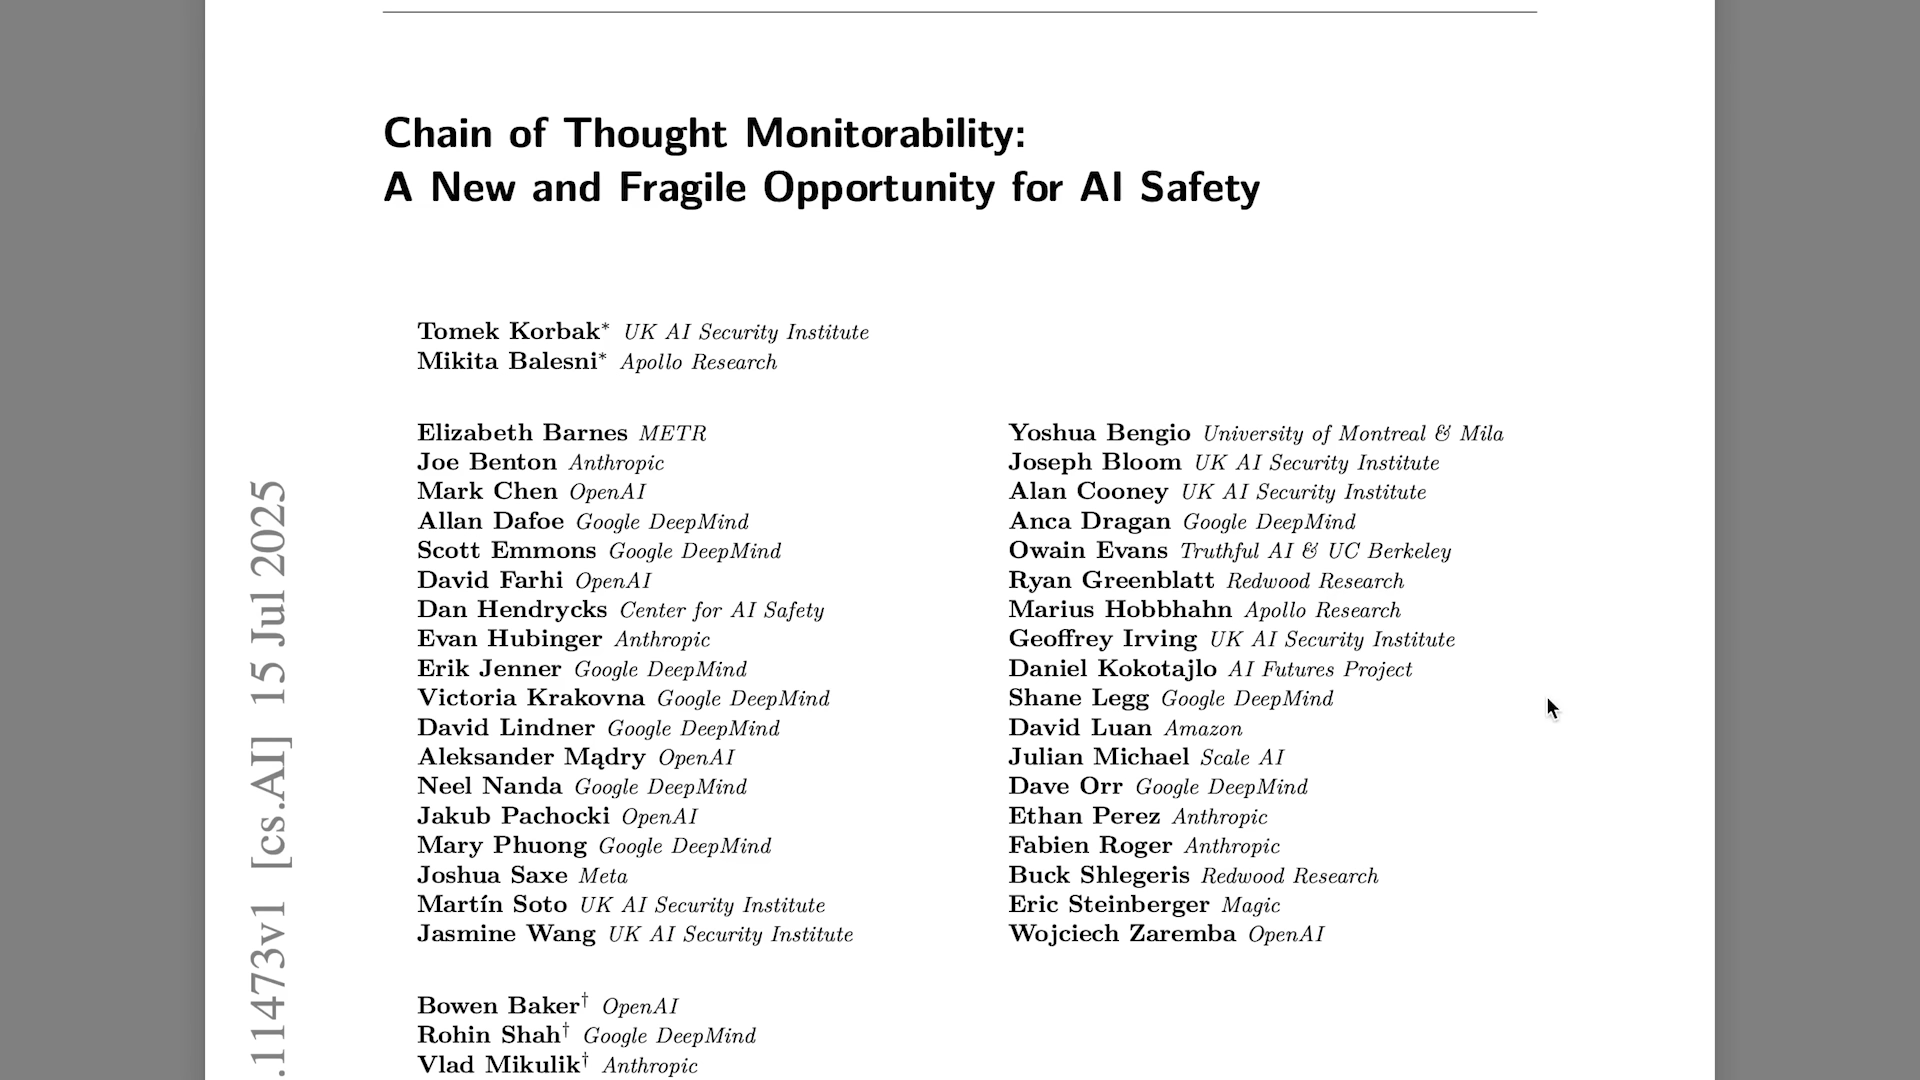 Chain of Thought Monitorability:
A New and Fragile Opportunity for AI Safety
Tomek Korbak* UK AI Security Institute
Mikita Balesni* Apollo Research
Elizabeth Barnes METR
Joe Benton Anthropic
Mark Chen OpenAI
Allan Dafoe Google DeepMind
Scott Emmons Google DeepMind
David Farhi OpenAI
Dan Hendrycks Center for AI Safety
Evan Hubinger Anthropic
Erik Jenner Google DeepMind
Victoria Krakovna Google DeepMind
David Lindner Google DeepMind
Aleksander Mądry OpenAI
Neel Nanda Google DeepMind
Jakub Pachocki OpenAI
Mary Phuong Google DeepMind
Joshua Saxe Meta
Martín Soto UK AI Security Institute
Jasmine Wang UK AI Security Institute
Yoshua Bengio University of Montreal & Mila
Joseph Bloom UK AI Security Institute
Alan Cooney UK AI Security Institute
Anca Dragan Google DeepMind
Owain Evans Truthful AI & UC Berkeley
Ryan Greenblatt Redwood Research
Marius Hobbhahn Apollo Research
Geoffrey Irving UK AI Security Institute
Daniel Kokotajlo AI Futures Project
Shane Legg Google DeepMind
David Luan Amazon
Julian Michael Scale AI
Dave Orr Google DeepMind
Ethan Perez Anthropic
Fabien Roger Anthropic
Buck Shlegeris Redwood Research
Eric Steinberger Magic
Wojciech Zaremba OpenAI
Bowen Baker† OpenAI
Rohin Shah† Google DeepMind
Vlad Mikulik† Anthropic
.11473v1 [cs.AI] 15 Jul 2025